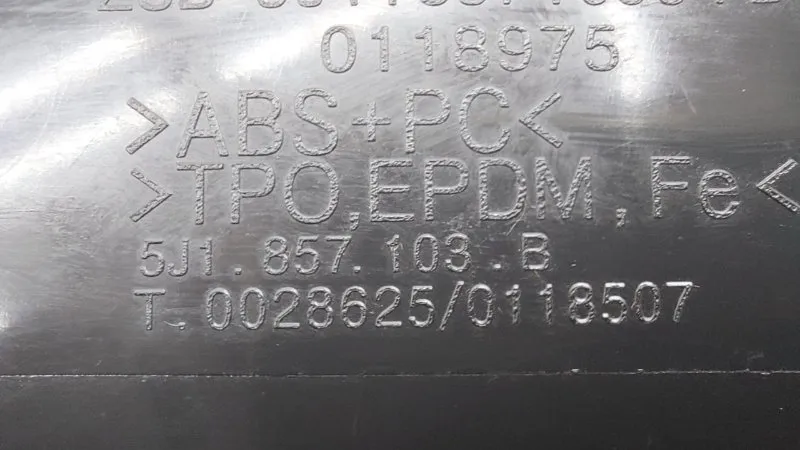 0118975
>ABS+PC<
>TPO,EPDM,Fe<
5J1.857.103.B
T.0028625/0118507